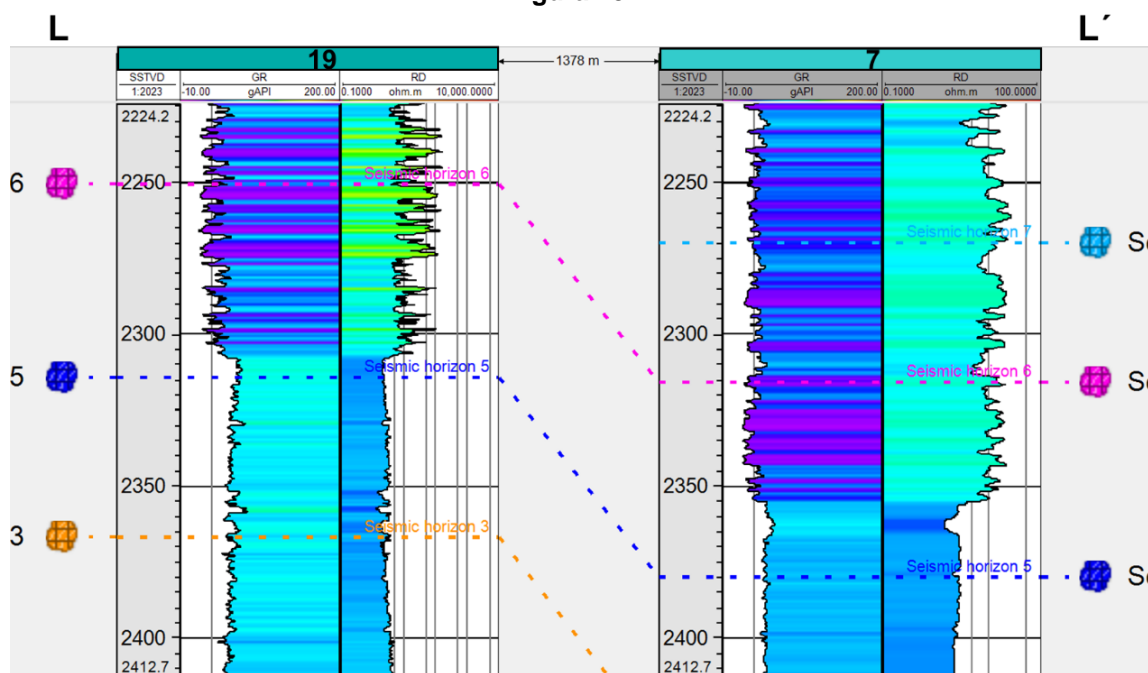 L
L´
19
1378 m
7
SSTVD
GR
RD
SSTVD
GR
RD
1:2023
-10.00 gAPI 200.00
0.1000 ohm.m 10,000.0000
1:2023
-10.00 gAPI 200.00
0.1000 ohm.m 100.0000
2224.2
2224.2
6
Seismic horizon 6
2250
2250
Seismic horizon 7
2300
2300
5
Seismic horizon 5
Seismic horizon 6
2350
2350
3
Seismic horizon 3
Seismic horizon 5
2400
2400
2412.7
2412.7